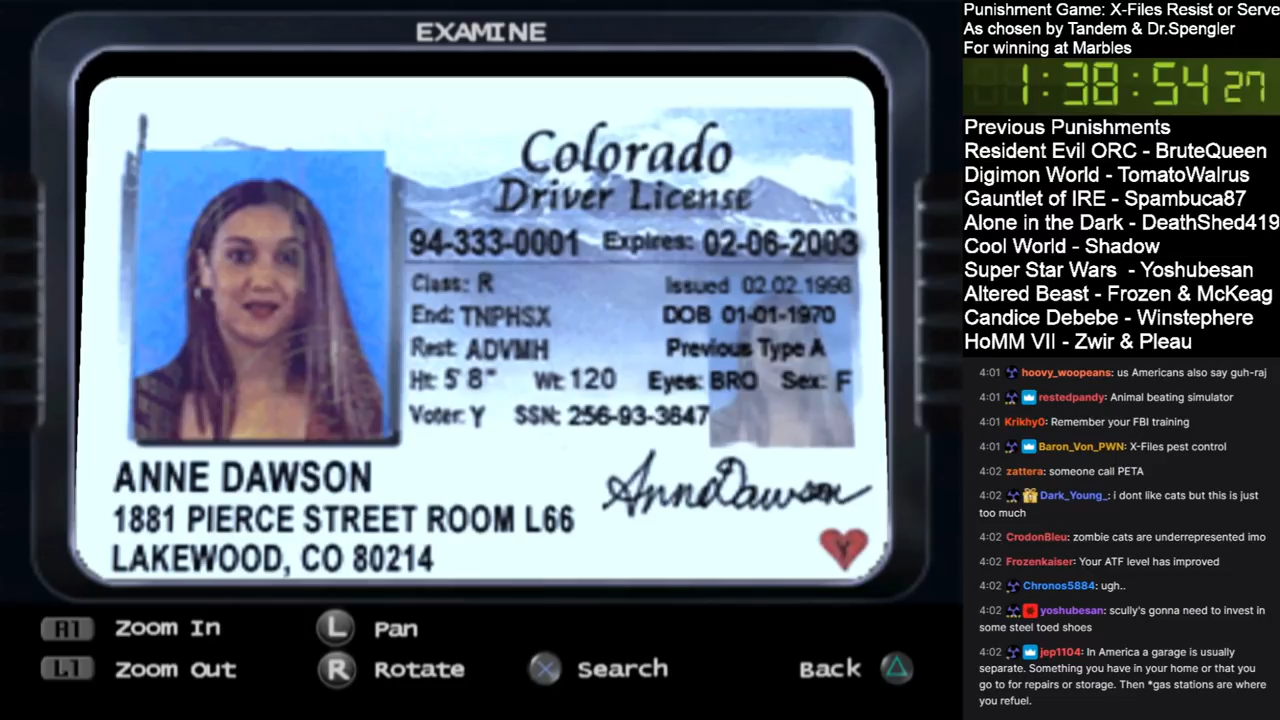 EXAMINE
Colorado
Driver License
94-333-0001 Expires: 02-06-2003
Class: R Issued 02.02.1998
End: TNPHSX DOB 01-01-1970
Rest: ADVMH Previous Type A
Ht: 5' 8" Wt: 120 Eyes: BRO Sex: F
Voter: Y SSN: 256-93-3647
AnneDawson
Y
ANNE DAWSON
1881 PIERCE STREET ROOM L66
LAKEWOOD, CO 80214
R1 Zoom In L Pan
L1 Zoom Out R Rotate Search Back
Punishment Game: X-Files Resist or Serve
As chosen by Tandem & Dr.Spengler
For winning at Marbles
1:38:54 27
Previous Punishments
Resident Evil ORC - BruteQueen
Digimon World - TomatoWalrus
Gauntlet of IRE - Spambuca87
Alone in the Dark - DeathShed419
Cool World - Shadow
Super Star Wars - Yoshubesan
Altered Beast - Frozen & McKeag
Candice Debebe - Winstephere
HoMM VII - Zwir & Pleau
4:01 hoovy_woopeans: us Americans also say guh-raj
4:01 restedpandy: Animal beating simulator
4:01 Krikhy0: Remember your FBI training
4:01 Baron_Von_PWN: X-Files pest control
4:02 zattera: someone call PETA
4:02 Dark_Young_: i dont like cats but this is just
too much
4:02 CrodonBleu: zombie cats are underrepresented imo
4:02 Frozenkaiser: Your ATF level has improved
4:02 Chronos5884: ugh..
4:02 yoshubesan: scully's gonna need to invest in
some steel toed shoes
4:02 jep1104: In America a garage is usually
separate. Something you have in your home or that you
go to for repairs or storage. Then *gas stations are where
you refuel.